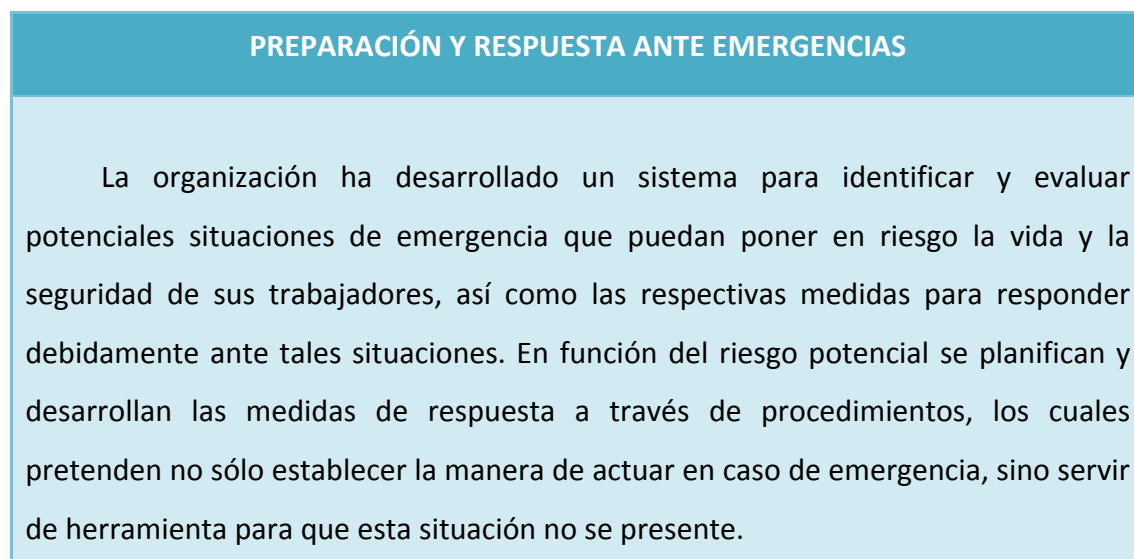 PREPARACIÓN Y RESPUESTA ANTE EMERGENCIAS
La organización ha desarrollado un sistema para identificar y evaluar
potenciales situaciones de emergencia que puedan poner en riesgo la vida y la
seguridad de sus trabajadores, así como las respectivas medidas para responder
debidamente ante tales situaciones. En función del riesgo potencial se planifican y
desarrollan las medidas de respuesta a través de procedimientos, los cuales
pretenden no sólo establecer la manera de actuar en caso de emergencia, sino servir
de herramienta para que esta situación no se presente.